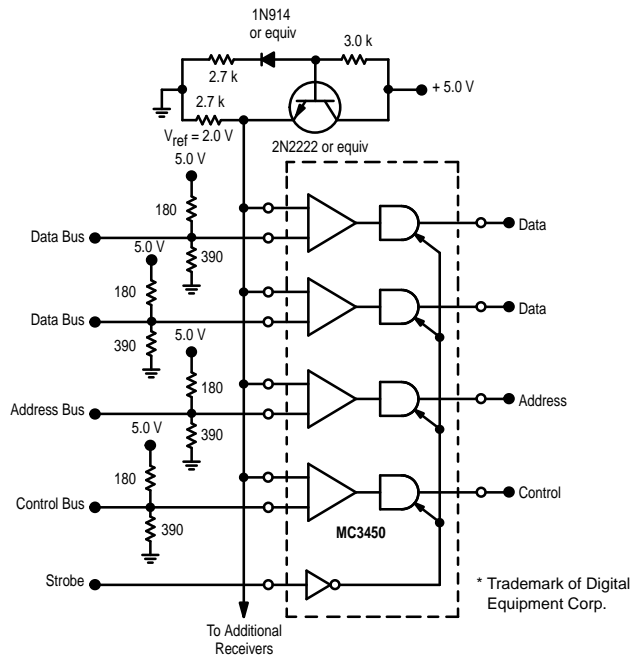 1N914
or equiv
3.0 k
2.7 k
+ 5.0 V
2.7 k
Vref = 2.0 V
2N2222 or equiv
5.0 V
180
Data Bus
390
Data
5.0 V
180
Data Bus
390
Data
5.0 V
180
Address Bus
390
Address
5.0 V
180
Control Bus
390
Control
MC3450
Strobe
* Trademark of Digital
Equipment Corp.
To Additional
Receivers